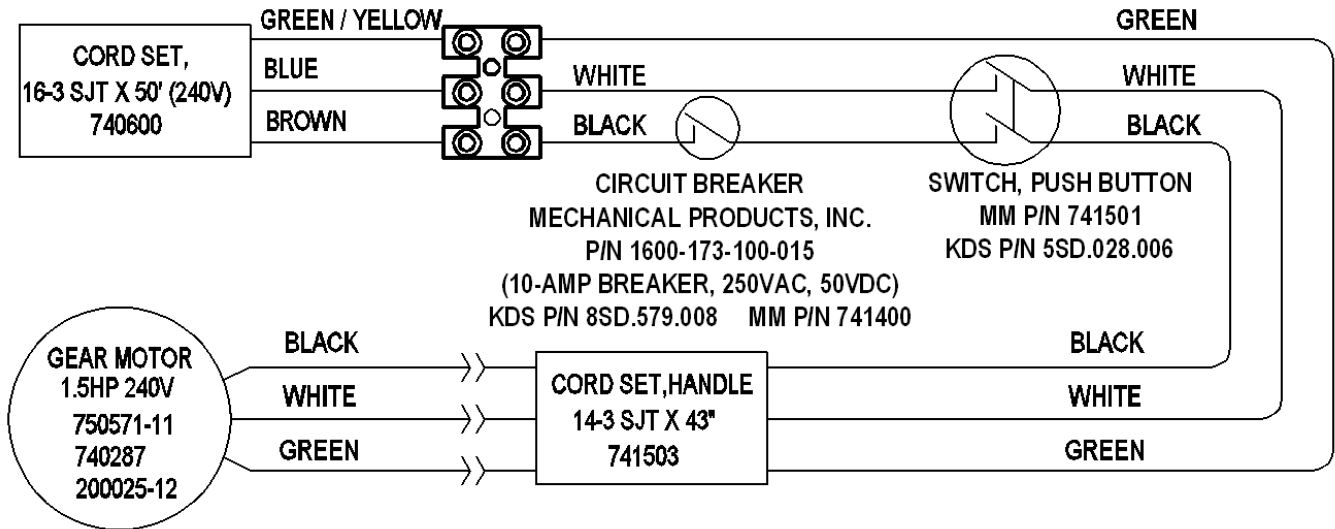 GREEN / YELLOW
GREEN
CORD SET,
16-3 SJT X 50' (240V)
740600
BLUE
WHITE
WHITE
BROWN
BLACK
BLACK
CIRCUIT BREAKER
MECHANICAL PRODUCTS, INC.
P/N 1600-173-100-015
(10-AMP BREAKER, 250VAC, 50VDC)
KDS P/N 8SD.579.008 MM P/N 741400
SWITCH, PUSH BUTTON
MM P/N 741501
KDS P/N 5SD.028.006
GEAR MOTOR
1.5HP 240V
750571-11
740287
200025-12
BLACK
WHITE
GREEN
CORD SET,HANDLE
14-3 SJT X 43"
741503
BLACK
WHITE
GREEN